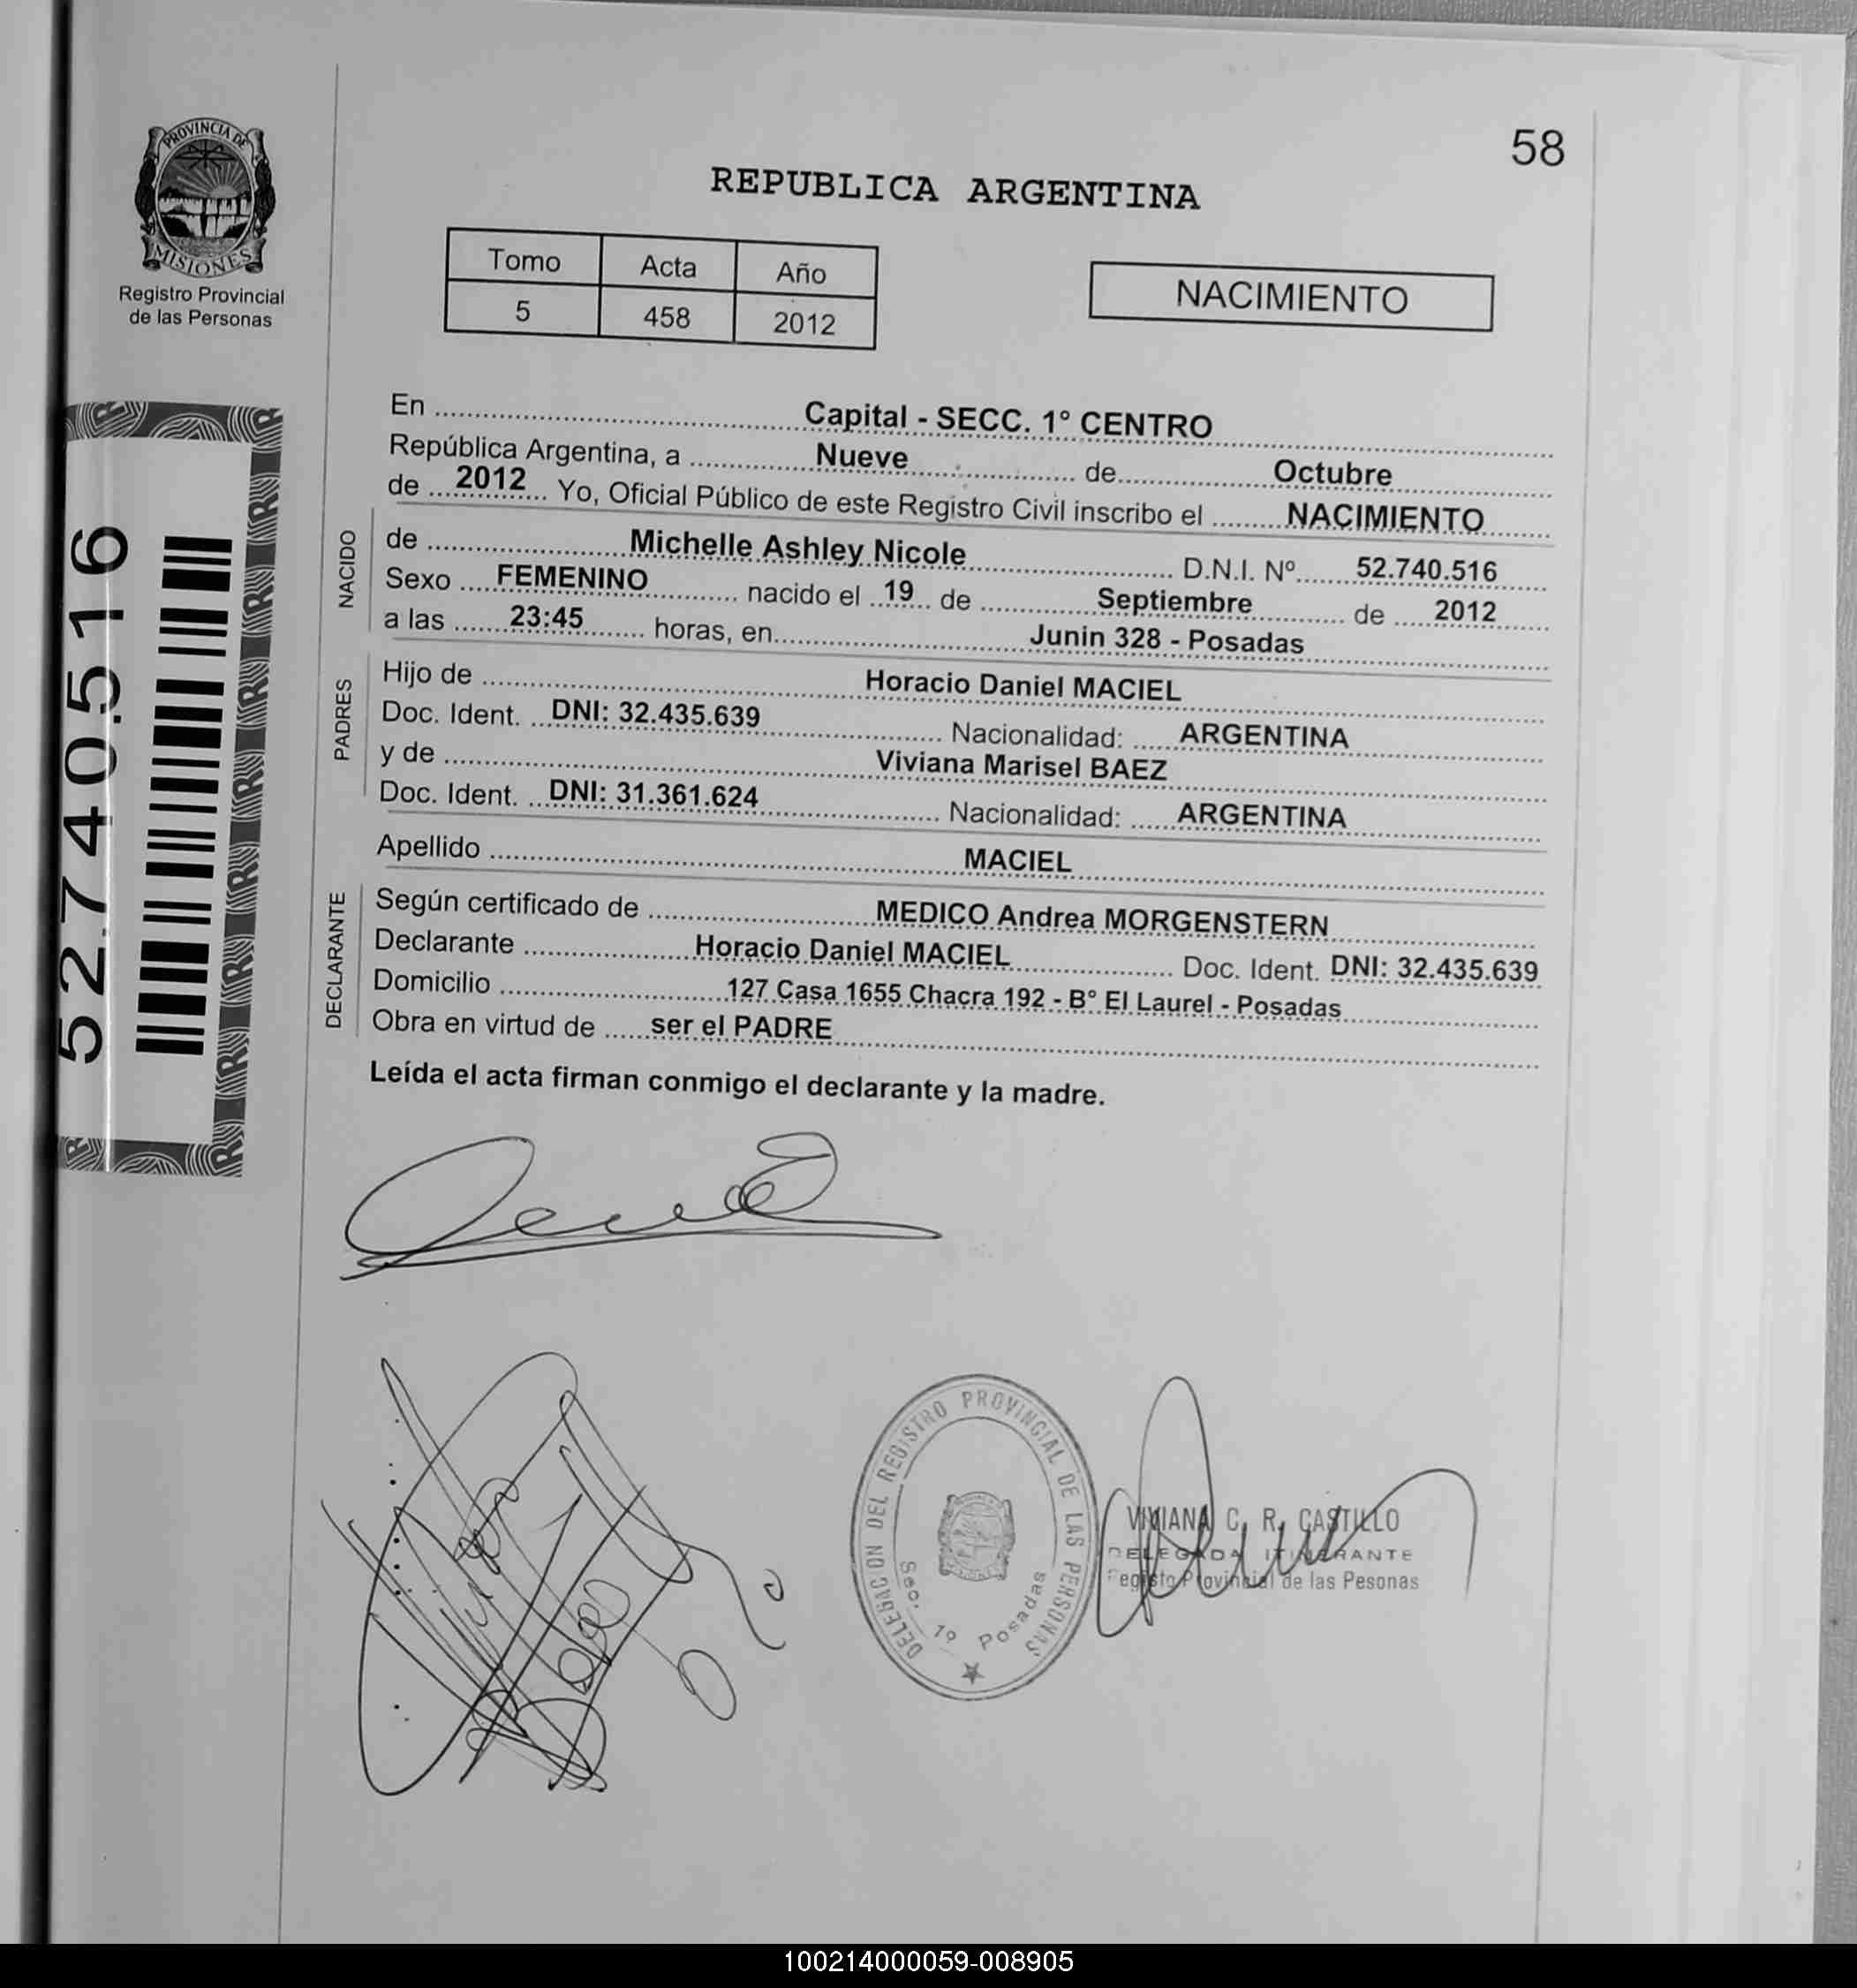 58
PROVINCIA DE
MISIONES
Registro Provincial
de las Personas
REPUBLICA ARGENTINA
Tomo Acta Año
5 458 2012
NACIMIENTO
52.740.516
En Capital - SECC. 1° CENTRO
República Argentina, a Nueve de Octubre
de 2012 Yo, Oficial Público de este Registro Civil inscribo el NACIMIENTO
NACIDO
de Michelle Ashley Nicole D.N.I. Nº 52.740.516
Sexo FEMENINO nacido el 19 de Septiembre de 2012
a las 23:45 horas, en Junin 328 - Posadas
PADRES
Hijo de Horacio Daniel MACIEL
Doc. Ident. DNI: 32.435.639 Nacionalidad: ARGENTINA
y de Viviana Marisel BAEZ
Doc. Ident. DNI: 31.361.624 Nacionalidad: ARGENTINA
Apellido MACIEL
DECLARANTE
Según certificado de MEDICO Andrea MORGENSTERN
Declarante Horacio Daniel MACIEL Doc. Ident. DNI: 32.435.639
Domicilio 127 Casa 1655 Chacra 192 - B° El Laurel - Posadas
Obra en virtud de ser el PADRE
Leída el acta firman conmigo el declarante y la madre.
DELEGACION DEL REGISTRO PROVINCIAL DE LAS PERSONAS
Sec. 1º Posadas
VIVIANA C. R. CASTILLO
DELEGADA ITINERANTE
Registo Provincial de las Pesonas
100214000059-008905